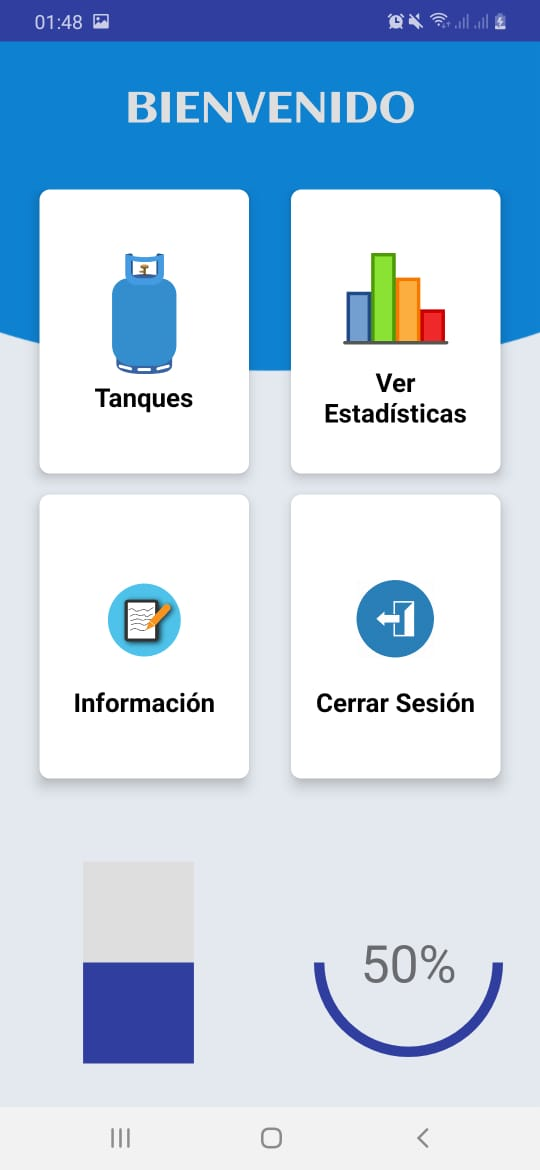 01:48
BIENVENIDO
Tanques
Ver
Estadísticas
Información
Cerrar Sesión
50%